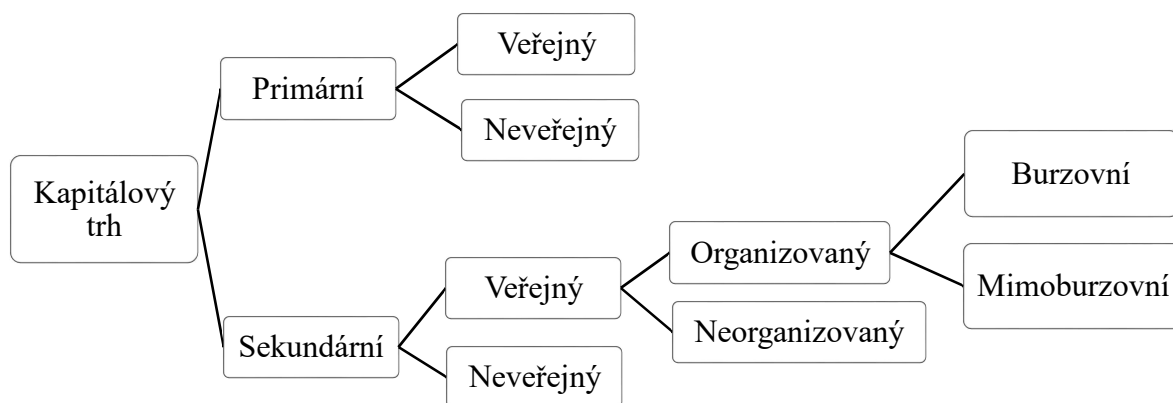 Veřejný
Primární
Neveřejný
Kapitálový
trh
Burzovní
Organizovaný
Mimoburzovní
Veřejný
Neorganizovaný
Sekundární
Neveřejný